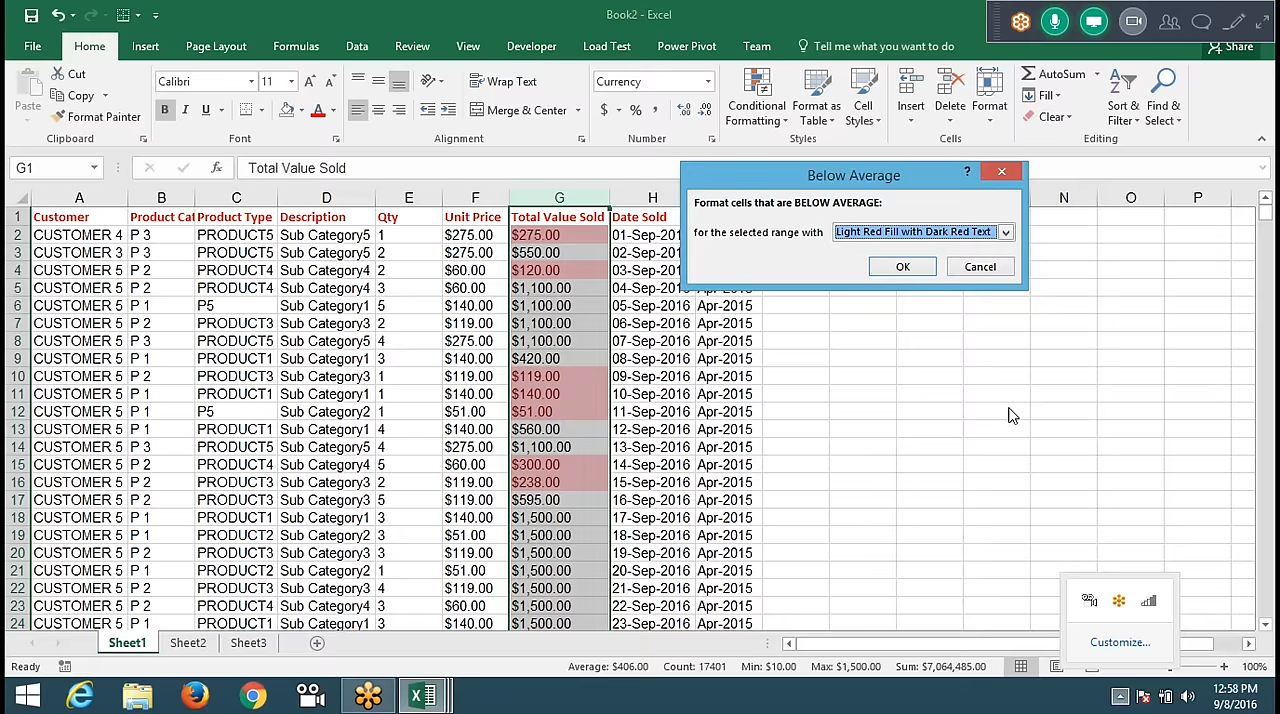 Book2 - Excel
File Home Insert Page Layout Formulas Data Review View Developer Load Test Power Pivot Team Tell me what you want to do Share
Paste Cut Copy Format Painter Clipboard
Calibri 11 B I U A A A Font
Wrap Text Merge & Center Alignment
Currency $ % , Number
Conditional Formatting Format as Table Cell Styles Styles
Insert Delete Format Cells
AutoSum Fill Clear Sort & Filter Find & Select Editing
G1 fx Total Value Sold
Below Average ?
Format cells that are BELOW AVERAGE:
for the selected range with Light Red Fill with Dark Red Text
OK Cancel
A B C D E F G H N O P
1 Customer Product Cat Product Type Description Qty Unit Price Total Value Sold Date Sold
2 CUSTOMER 4 P 3 PRODUCT5 Sub Category5 1 $275.00 $275.00 01-Sep-201
3 CUSTOMER 3 P 3 PRODUCT5 Sub Category5 2 $275.00 $550.00 02-Sep-201
4 CUSTOMER 5 P 2 PRODUCT4 Sub Category4 2 $60.00 $120.00 03-Sep-201
5 CUSTOMER 5 P 2 PRODUCT4 Sub Category4 3 $60.00 $1,100.00 04-Sep-2016 Apr-2015
6 CUSTOMER 5 P 1 P5 Sub Category1 5 $140.00 $1,100.00 05-Sep-2016 Apr-2015
7 CUSTOMER 5 P 2 PRODUCT3 Sub Category3 2 $119.00 $1,100.00 06-Sep-2016 Apr-2015
8 CUSTOMER 5 P 3 PRODUCT5 Sub Category5 4 $275.00 $1,100.00 07-Sep-2016 Apr-2015
9 CUSTOMER 5 P 1 PRODUCT1 Sub Category1 3 $140.00 $420.00 08-Sep-2016 Apr-2015
10 CUSTOMER 5 P 2 PRODUCT3 Sub Category3 1 $119.00 $119.00 09-Sep-2016 Apr-2015
11 CUSTOMER 5 P 1 PRODUCT1 Sub Category1 1 $140.00 $140.00 10-Sep-2016 Apr-2015
12 CUSTOMER 5 P 1 P5 Sub Category2 1 $51.00 $51.00 11-Sep-2016 Apr-2015
13 CUSTOMER 5 P 1 PRODUCT1 Sub Category1 4 $140.00 $560.00 12-Sep-2016 Apr-2015
14 CUSTOMER 5 P 3 PRODUCT5 Sub Category5 4 $275.00 $1,100.00 13-Sep-2016 Apr-2015
15 CUSTOMER 5 P 2 PRODUCT4 Sub Category4 5 $60.00 $300.00 14-Sep-2016 Apr-2015
16 CUSTOMER 5 P 2 PRODUCT3 Sub Category3 2 $119.00 $238.00 15-Sep-2016 Apr-2015
17 CUSTOMER 5 P 2 PRODUCT3 Sub Category3 5 $119.00 $595.00 16-Sep-2016 Apr-2015
18 CUSTOMER 5 P 1 PRODUCT1 Sub Category1 3 $140.00 $1,500.00 17-Sep-2016 Apr-2015
19 CUSTOMER 5 P 1 PRODUCT2 Sub Category2 3 $51.00 $1,500.00 18-Sep-2016 Apr-2015
20 CUSTOMER 5 P 2 PRODUCT3 Sub Category3 3 $119.00 $1,500.00 19-Sep-2016 Apr-2015
21 CUSTOMER 5 P 1 PRODUCT2 Sub Category2 1 $51.00 $1,500.00 20-Sep-2016 Apr-2015
22 CUSTOMER 5 P 2 PRODUCT3 Sub Category3 4 $119.00 $1,500.00 21-Sep-2016 Apr-2015
23 CUSTOMER 5 P 2 PRODUCT4 Sub Category4 3 $60.00 $1,500.00 22-Sep-2016 Apr-2015
24 CUSTOMER 5 P 1 PRODUCT1 Sub Category1 3 $140.00 $1,500.00 23-Sep-2016 Apr-2015
Sheet1 Sheet2 Sheet3
Customize...
Ready Average: $406.00 Count: 17401 Min: $10.00 Max: $1,500.00 Sum: $7,064,485.00 100%
12:58 PM
9/8/2016